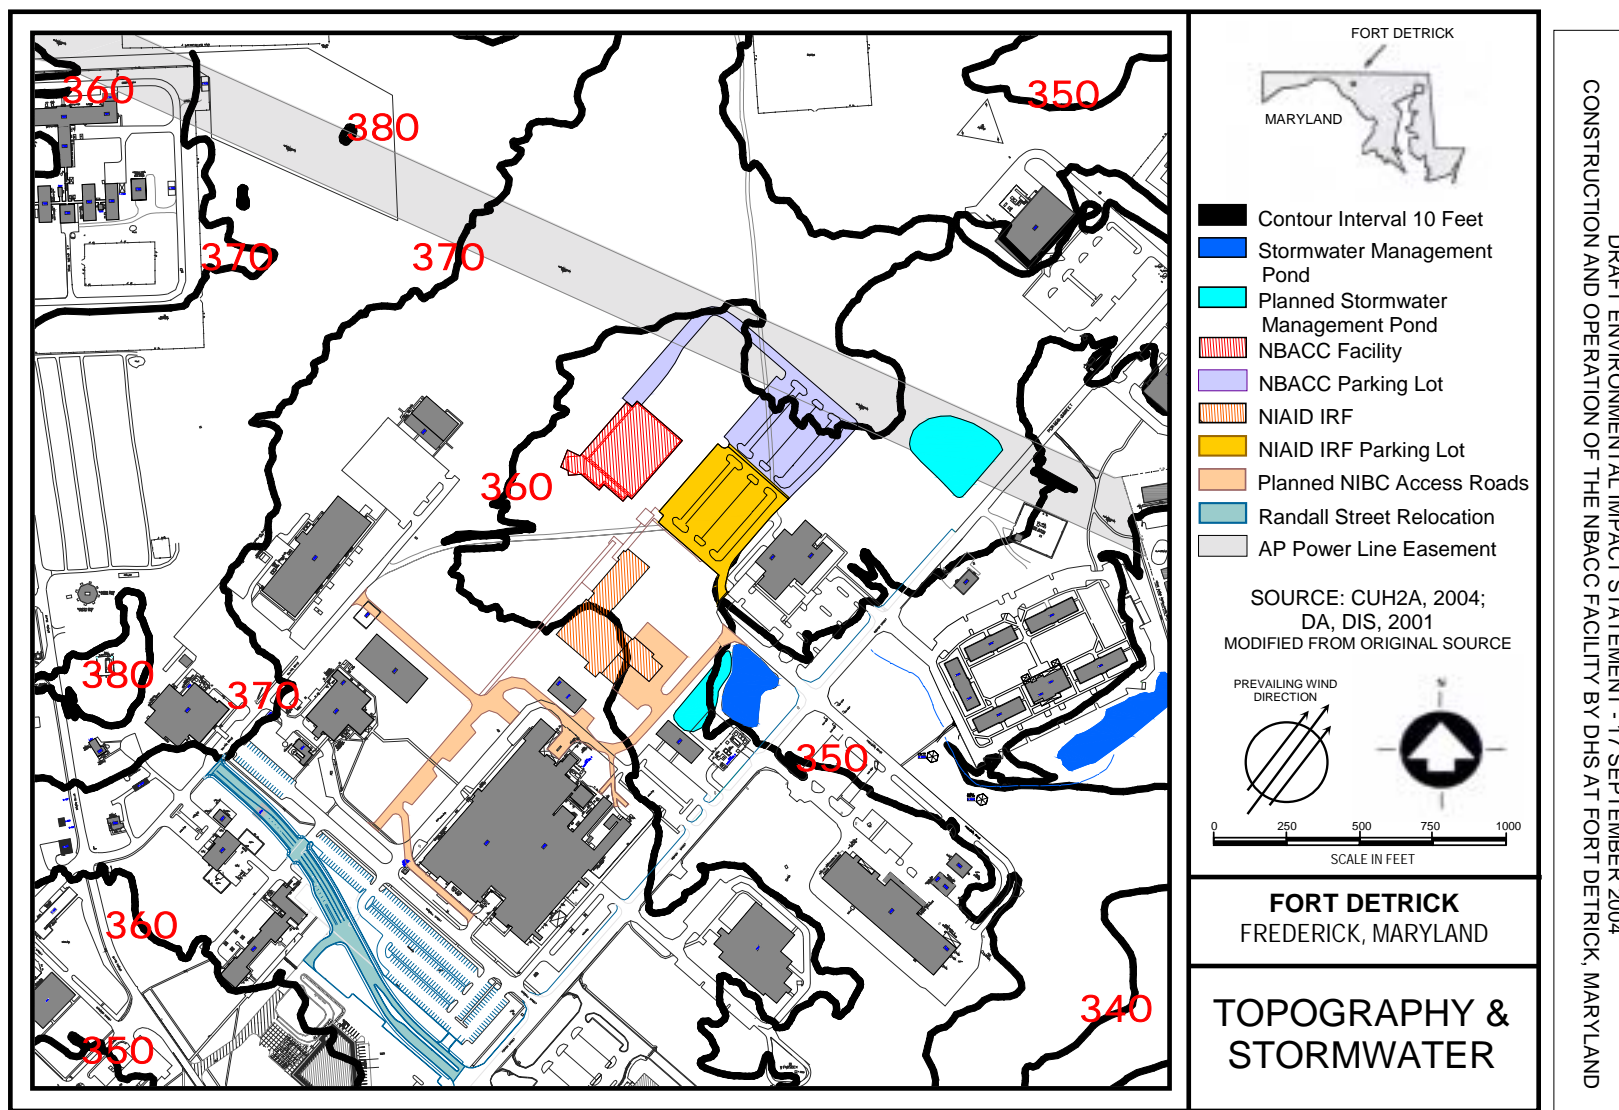 360
380
350
370
370
360
380
370
350
360
350
340
FORT DETRICK
MARYLAND
Contour Interval 10 Feet
Stormwater Management
Pond
Planned Stormwater
Management Pond
NBACC Facility
NBACC Parking Lot
NIAID IRF
NIAID IRF Parking Lot
Planned NIBC Access Roads
Randall Street Relocation
AP Power Line Easement
SOURCE: CUH2A, 2004;
DA, DIS, 2001
MODIFIED FROM ORIGINAL SOURCE
PREVAILING WIND
DIRECTION
0 250 500 750 1000
SCALE IN FEET
FORT DETRICK
FREDERICK, MARYLAND
TOPOGRAPHY &
STORMWATER
DRAFT ENVIRONMENTAL IMPACT STATEMENT - 17 SEPTEMBER 2004
CONSTRUCTION AND OPERATION OF THE NBACC FACILITY BY DHS AT FORT DETRICK, MARYLAND